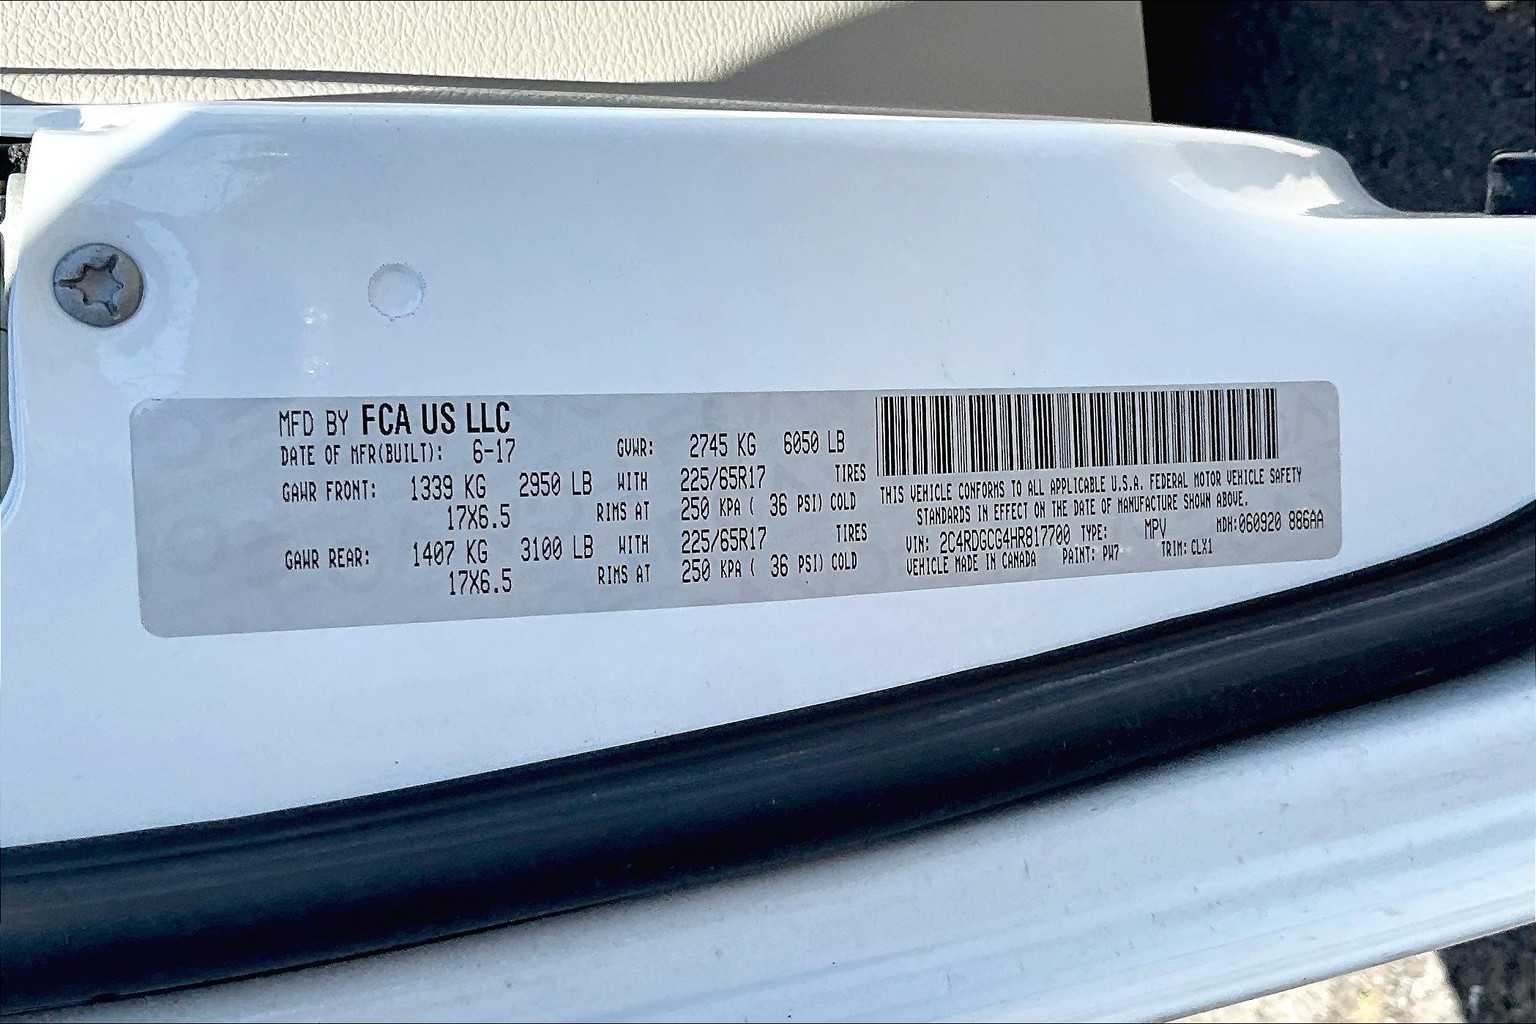 MFD BY FCA US LLC
DATE OF MFR(BUILT): 6-17 GVWR: 2745 KG 6050 LB
GAWR FRONT: 1339 KG 2950 LB WITH 225/65R17 TIRES
17X6.5 RIMS AT 250 KPA ( 36 PSI) COLD
GAWR REAR: 1407 KG 3100 LB WITH 225/65R17 TIRES
17X6.5 RIMS AT 250 KPA ( 36 PSI) COLD
THIS VEHICLE CONFORMS TO ALL APPLICABLE U.S.A. FEDERAL MOTOR VEHICLE SAFETY
STANDARDS IN EFFECT ON THE DATE OF MANUFACTURE SHOWN ABOVE.
VIN: 2C4RDGCG4HR817700 TYPE: MPV MDH:060920 886AA
VEHICLE MADE IN CANADA PAINT: PW7 TRIM: CLX1